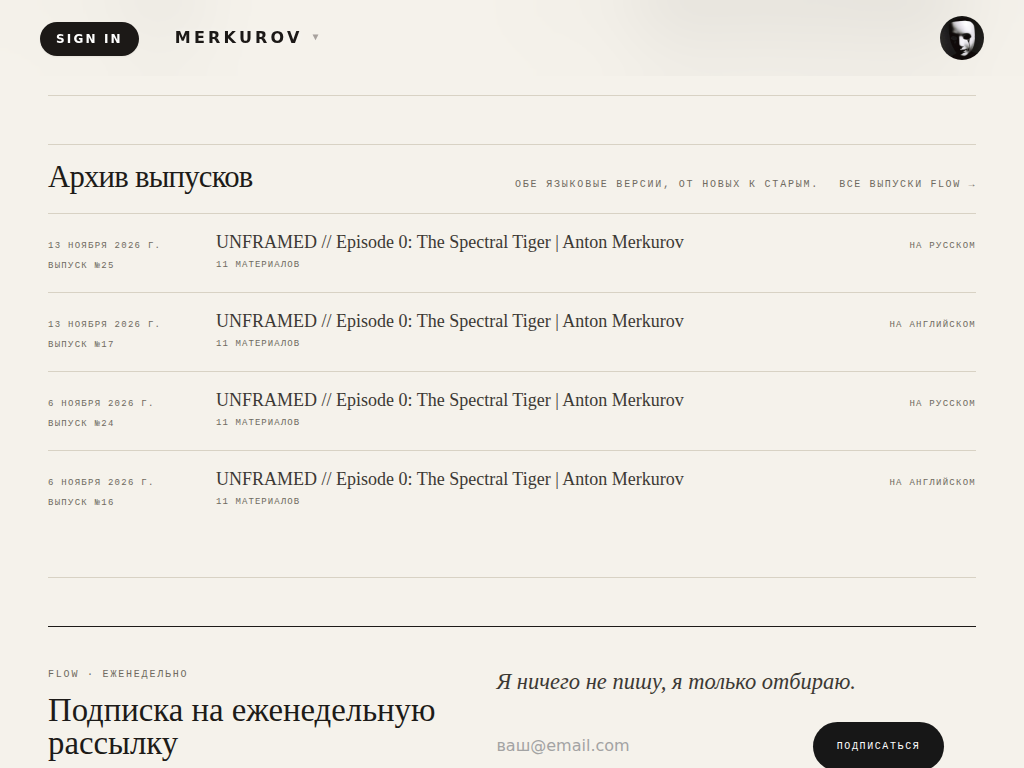 SIGN IN
MERKUROV ▼
Архив выпусков
ОБЕ ЯЗЫКОВЫЕ ВЕРСИИ, ОТ НОВЫХ К СТАРЫМ.
ВСЕ ВЫПУСКИ FLOW →
13 НОЯБРЯ 2026 Г.
ВЫПУСК №25
UNFRAMED // Episode 0: The Spectral Tiger | Anton Merkurov
11 МАТЕРИАЛОВ
НА РУССКОМ
13 НОЯБРЯ 2026 Г.
ВЫПУСК №17
UNFRAMED // Episode 0: The Spectral Tiger | Anton Merkurov
11 МАТЕРИАЛОВ
НА АНГЛИЙСКОМ
6 НОЯБРЯ 2026 Г.
ВЫПУСК №24
UNFRAMED // Episode 0: The Spectral Tiger | Anton Merkurov
11 МАТЕРИАЛОВ
НА РУССКОМ
6 НОЯБРЯ 2026 Г.
ВЫПУСК №16
UNFRAMED // Episode 0: The Spectral Tiger | Anton Merkurov
11 МАТЕРИАЛОВ
НА АНГЛИЙСКОМ
FLOW · ЕЖЕНЕДЕЛЬНО
Подписка на еженедельную
рассылку
Я ничего не пишу, я только отбираю.
ваш@email.com
ПОДПИСАТЬСЯ